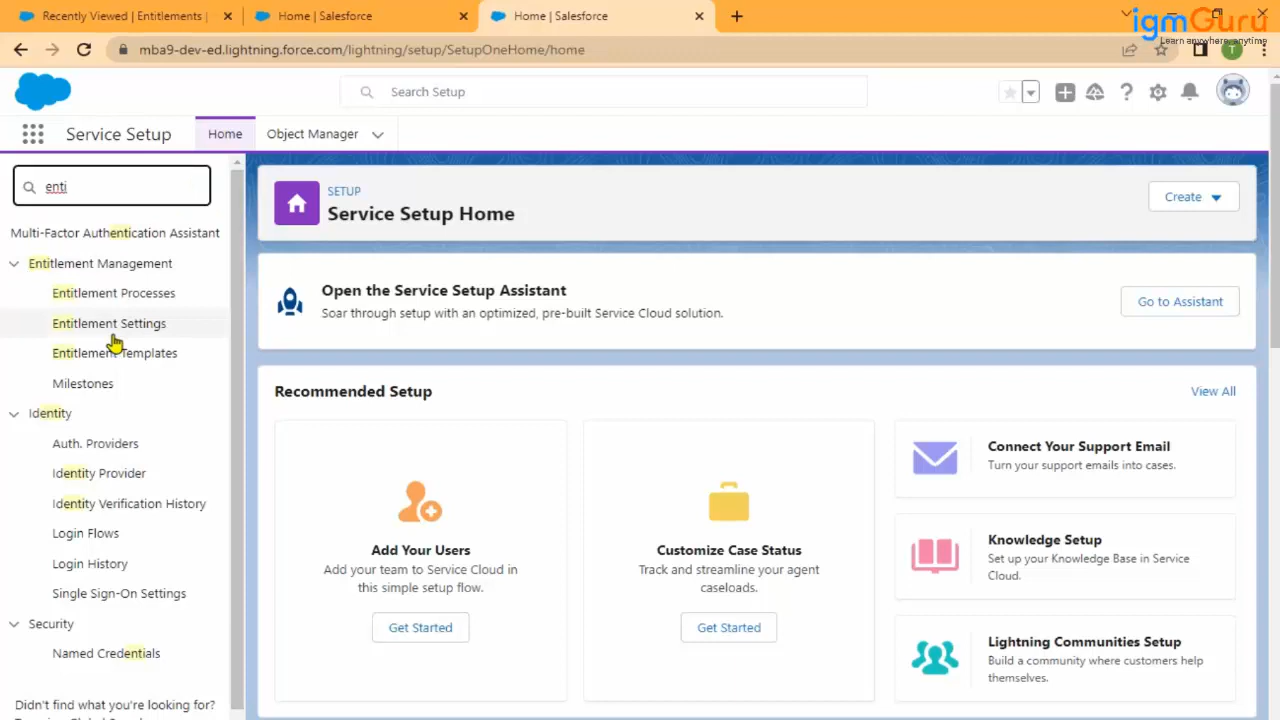 Recently Viewed | Entitlements |
Home | Salesforce
Home | Salesforce
igmGuru
Learn anywhere, anytime
mba9-dev-ed.lightning.force.com/lightning/setup/SetupOneHome/home
T
Search Setup
Service Setup
Home
Object Manager
enti
Multi-Factor Authentication Assistant
Entitlement Management
Entitlement Processes
Entitlement Settings
Entitlement Templates
Milestones
Identity
Auth. Providers
Identity Provider
Identity Verification History
Login Flows
Login History
Single Sign-On Settings
Security
Named Credentials
Didn't find what you're looking for?
SETUP
Service Setup Home
Create
Open the Service Setup Assistant
Soar through setup with an optimized, pre-built Service Cloud solution.
Go to Assistant
Recommended Setup
View All
Add Your Users
Add your team to Service Cloud in
this simple setup flow.
Get Started
Customize Case Status
Track and streamline your agent
caseloads.
Get Started
Connect Your Support Email
Turn your support emails into cases.
Knowledge Setup
Set up your Knowledge Base in Service
Cloud.
Lightning Communities Setup
Build a community where customers help
themselves.